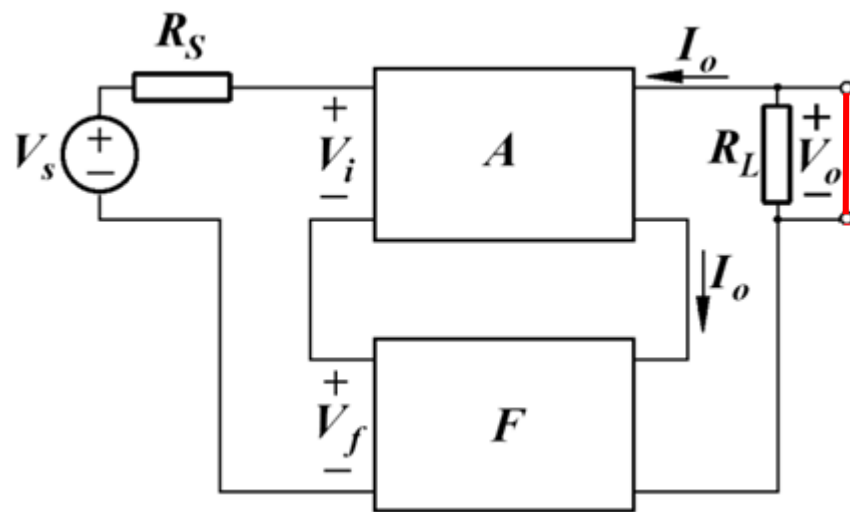 R_S
I_o
V_s
+
−
+
V_i
−
A
R_L
+
V_o
−
I_o
+
V_f
−
F